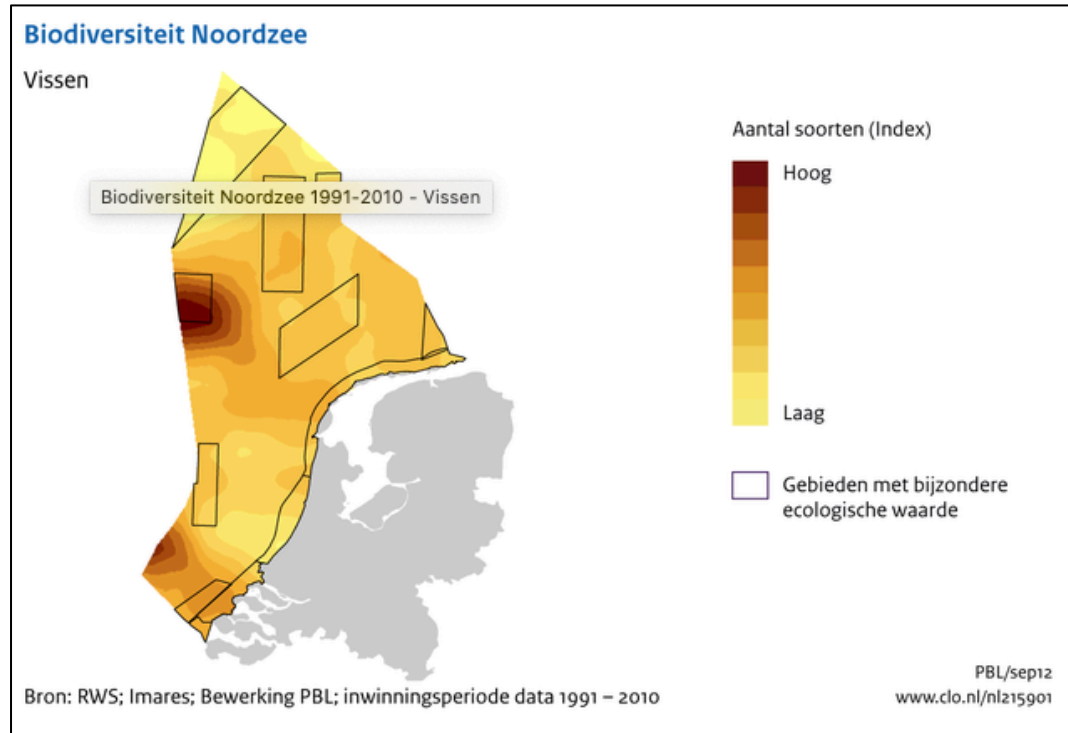 Biodiversiteit Noordzee
Vissen
Biodiversiteit Noordzee 1991-2010 - Vissen
Aantal soorten (Index)
Hoog
Laag
Gebieden met bijzondere
ecologische waarde
Bron: RWS; Imares; Bewerking PBL; inwinningsperiode data 1991 – 2010
PBL/sep12
www.clo.nl/nl215901